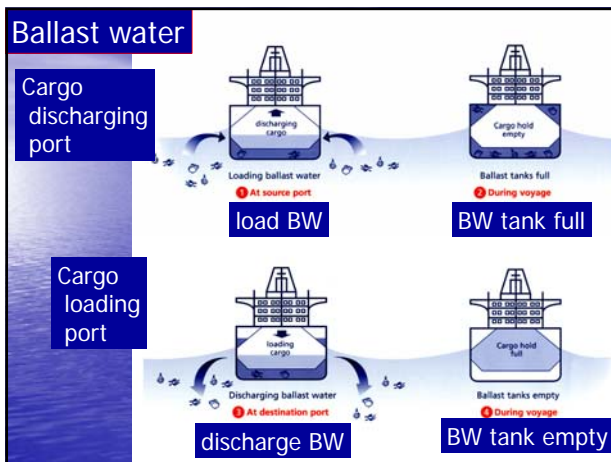 Ballast water
Cargo
discharging
port
discharging
cargo
Loading ballast water
1 At source port
load BW
Cargo hold
empty
Ballast tanks full
2 During voyage
BW tank full
Cargo
loading
port
loading
cargo
Discharging ballast water
3 At destination port
discharge BW
Cargo hold
full
Ballast tanks empty
4 During voyage
BW tank empty